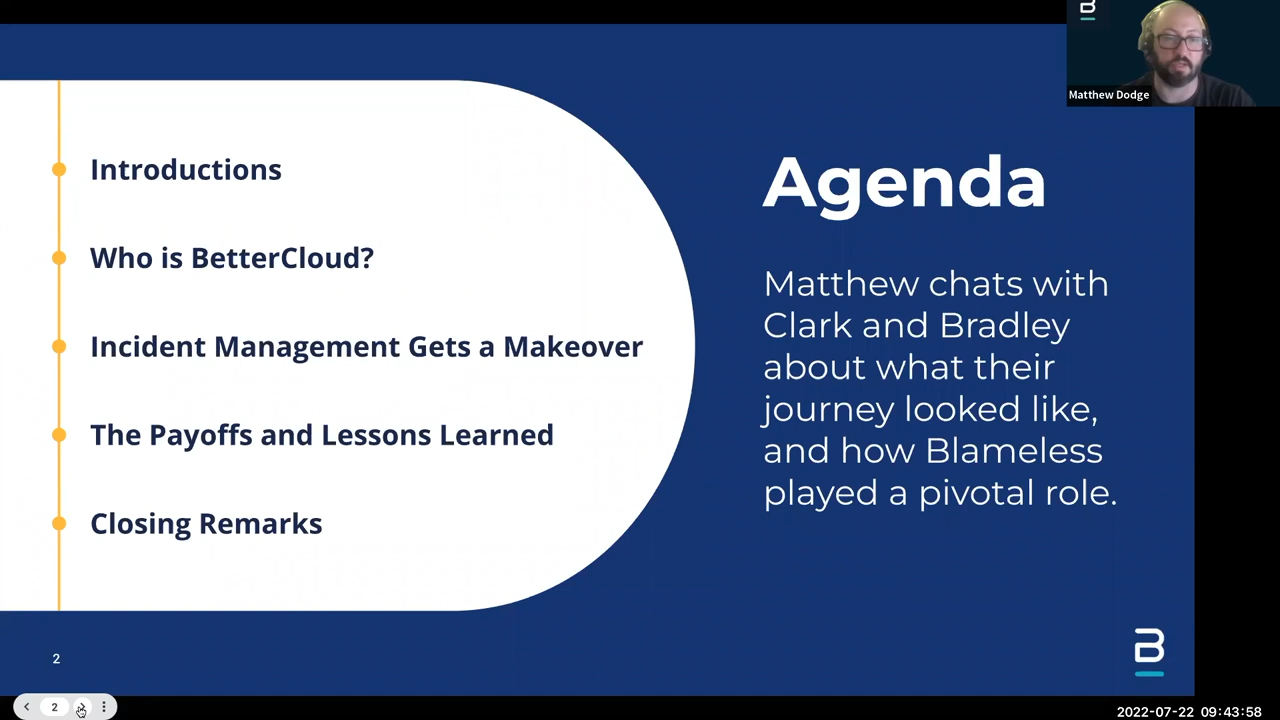 B
Matthew Dodge
Introductions
Who is BetterCloud?
Incident Management Gets a Makeover
The Payoffs and Lessons Learned
Closing Remarks
Agenda
Matthew chats with
Clark and Bradley
about what their
journey looked like,
and how Blameless
played a pivotal role.
2
B
2
2022-07-22 09:43:58